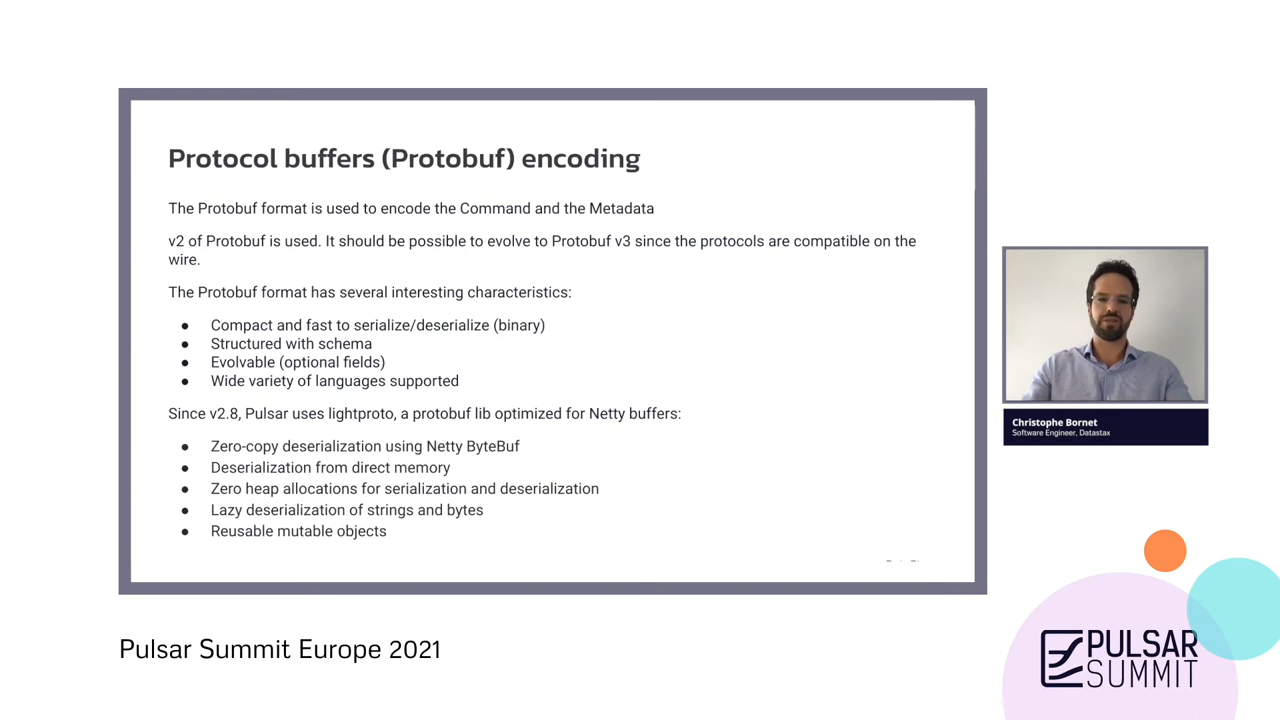 Protocol buffers (Protobuf) encoding
The Protobuf format is used to encode the Command and the Metadata
v2 of Protobuf is used. It should be possible to evolve to Protobuf v3 since the protocols are compatible on the
wire.
The Protobuf format has several interesting characteristics:
● Compact and fast to serialize/deserialize (binary)
● Structured with schema
● Evolvable (optional fields)
● Wide variety of languages supported
Since v2.8, Pulsar uses lightproto, a protobuf lib optimized for Netty buffers:
● Zero-copy deserialization using Netty ByteBuf
● Deserialization from direct memory
● Zero heap allocations for serialization and deserialization
● Lazy deserialization of strings and bytes
● Reusable mutable objects
Christophe Bornet
Software Engineer, Datastax
Pulsar Summit Europe 2021
PULSAR
SUMMIT